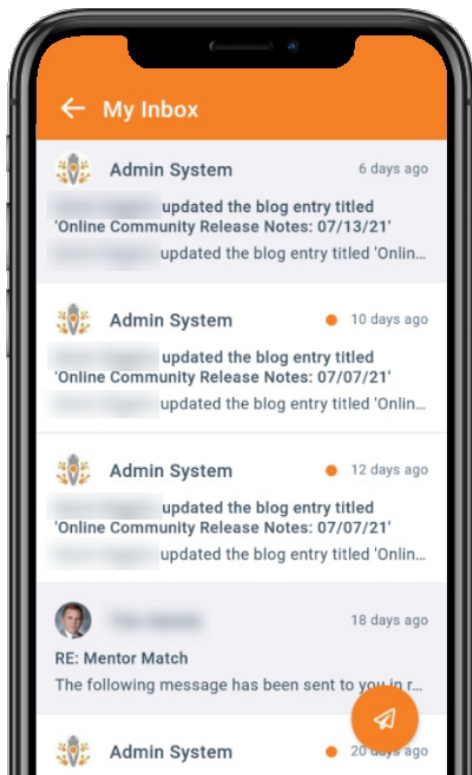 My Inbox
Admin System 6 days ago
updated the blog entry titled
'Online Community Release Notes: 07/13/21'
updated the blog entry titled 'Onlin...
Admin System 10 days ago
updated the blog entry titled
'Online Community Release Notes: 07/07/21'
updated the blog entry titled 'Onlin...
Admin System 12 days ago
updated the blog entry titled
'Online Community Release Notes: 07/07/21'
updated the blog entry titled 'Onlin...
18 days ago
RE: Mentor Match
The following message has been sent to you in r...
Admin System 20 days ago